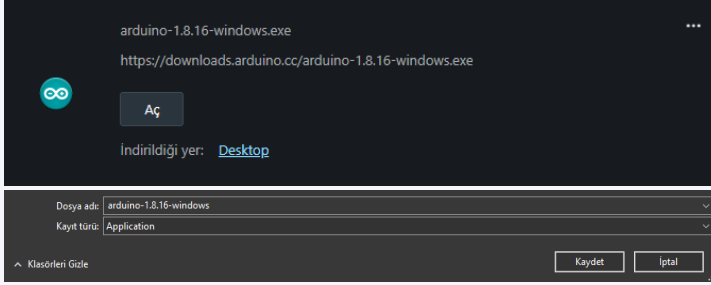 arduino-1.8.16-windows.exe
https://downloads.arduino.cc/arduino-1.8.16-windows.exe
Aç
İndirildiği yer: Desktop
Dosya adı: arduino-1.8.16-windows
Kayıt türü: Application
Klasörleri Gizle
Kaydet İptal